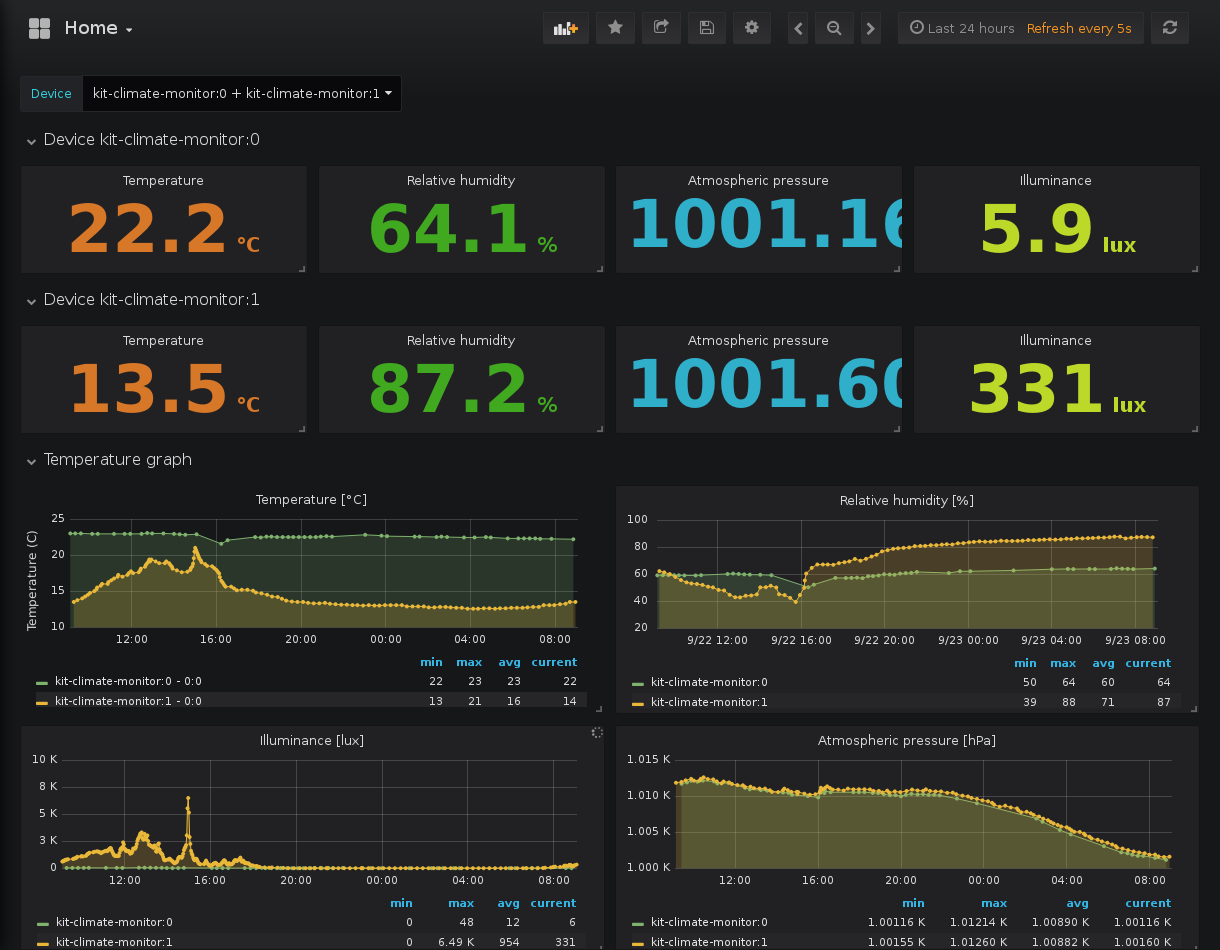 Home
Last 24 hours Refresh every 5s
Device kit-climate-monitor:0 + kit-climate-monitor:1
Device kit-climate-monitor:0
Temperature Relative humidity Atmospheric pressure Illuminance
22.2 °C 64.1 % 1001.16 5.9 lux
Device kit-climate-monitor:1
Temperature Relative humidity Atmospheric pressure Illuminance
13.5 °C 87.2 % 1001.60 331 lux
Temperature graph
Temperature [°C]
Temperature (C)
25
20
15
10
12:00 16:00 20:00 00:00 04:00 08:00
min max avg current
kit-climate-monitor:0 - 0:0 22 23 23 22
kit-climate-monitor:1 - 0:0 13 21 16 14
Relative humidity [%]
100
80
60
40
20
9/22 12:00 9/22 16:00 9/22 20:00 9/23 00:00 9/23 04:00 9/23 08:00
min max avg current
kit-climate-monitor:0 50 64 60 64
kit-climate-monitor:1 39 88 71 87
Illuminance [lux]
10 K
8 K
5 K
3 K
0
12:00 16:00 20:00 00:00 04:00 08:00
min max avg current
kit-climate-monitor:0 0 48 12 6
kit-climate-monitor:1 0 6.49 K 954 331
Atmospheric pressure [hPa]
1.015 K
1.010 K
1.005 K
1.000 K
12:00 16:00 20:00 00:00 04:00 08:00
min max avg current
kit-climate-monitor:0 1.00116 K 1.01214 K 1.00890 K 1.00116 K
kit-climate-monitor:1 1.00155 K 1.01260 K 1.00882 K 1.00160 K